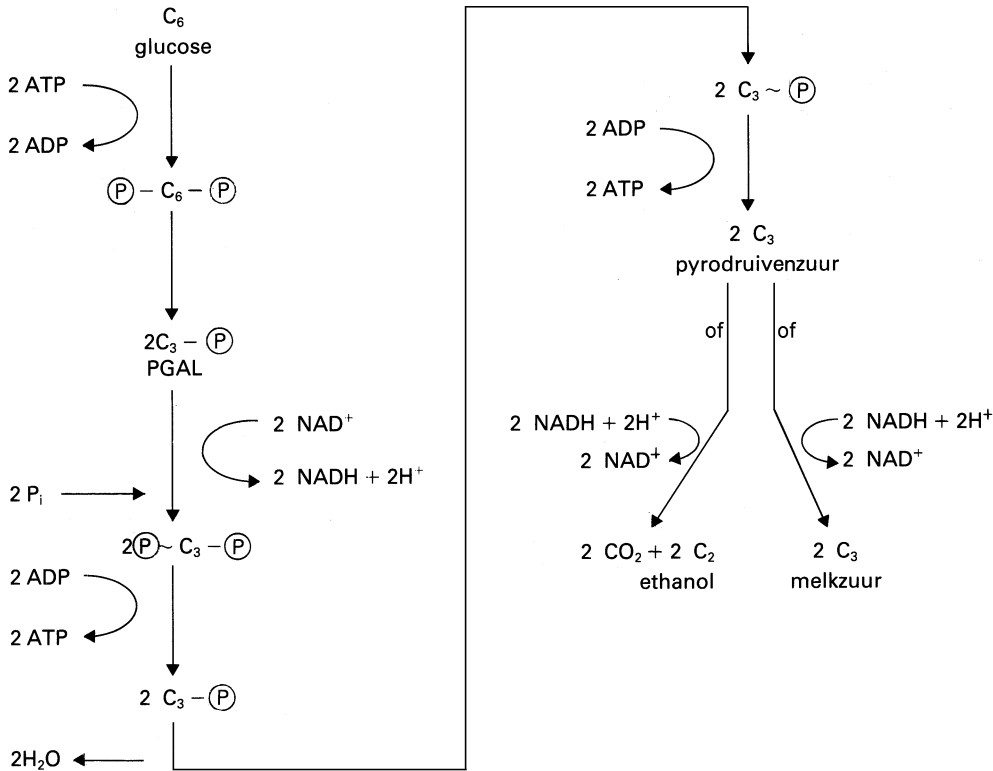 C₆
glucose
2 ATP
2 ADP
Ⓟ – C₆ – Ⓟ
2C₃ – Ⓟ
PGAL
2 NAD⁺
2 NADH + 2H⁺
2 Pᵢ
2Ⓟ~ C₃ – Ⓟ
2 ADP
2 ATP
2 C₃ – Ⓟ
2H₂O
2 C₃ ~ Ⓟ
2 ADP
2 ATP
2 C₃
pyrodruivenzuur
of
of
2 NADH + 2H⁺
2 NAD⁺
2 NADH + 2H⁺
2 NAD⁺
2 CO₂ + 2 C₂
ethanol
2 C₃
melkzuur